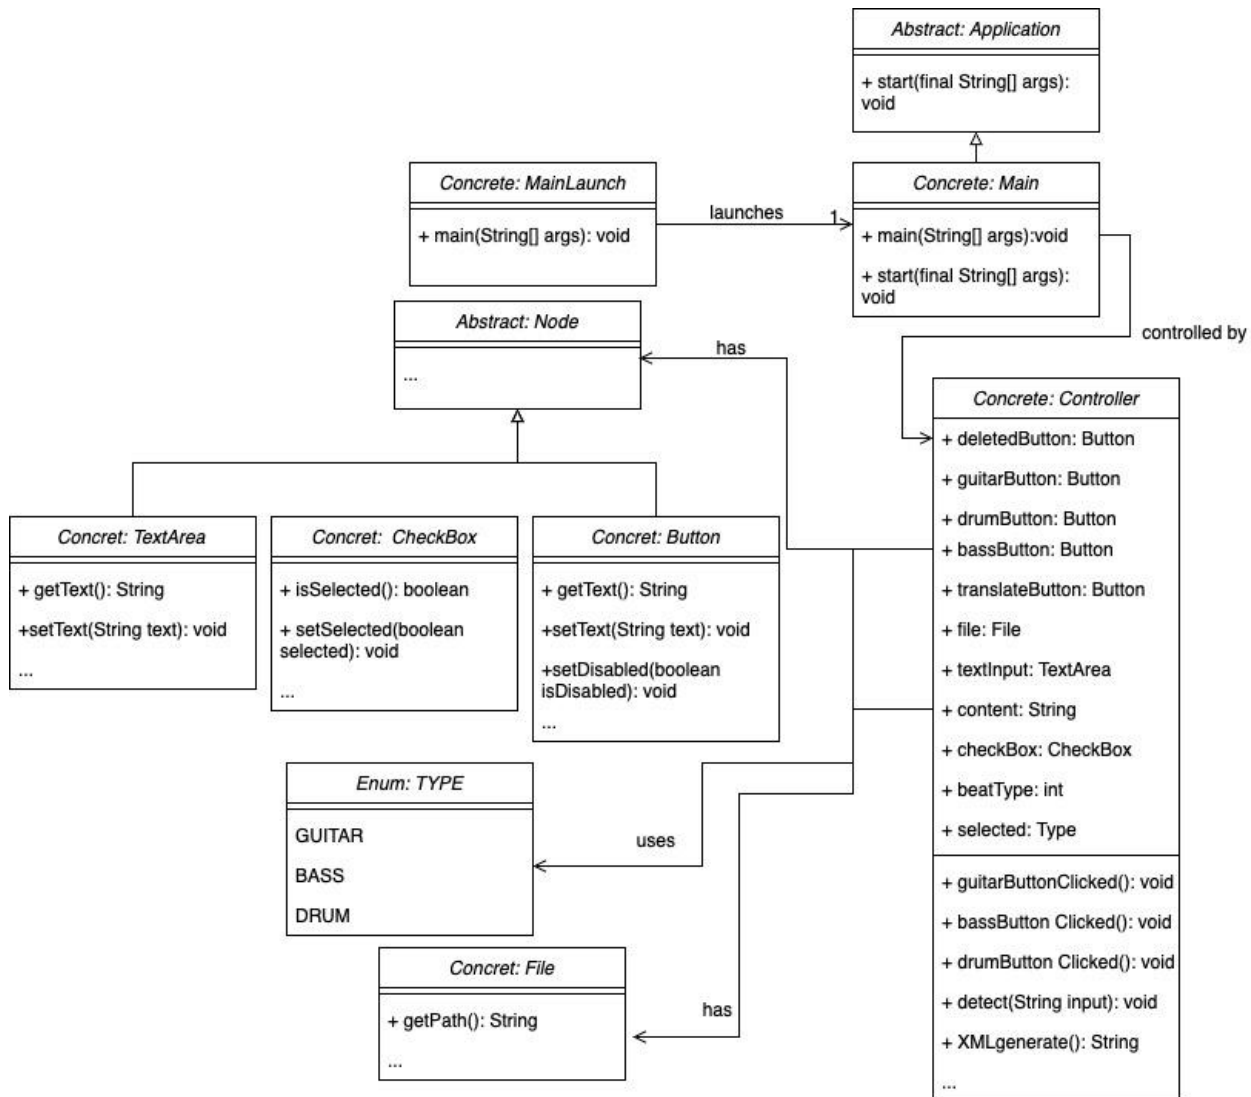 Abstract: Application
+ start(final String[] args):
void
Concrete: MainLaunch
+ main(String[] args): void
launches
1
Concrete: Main
+ main(String[] args):void
+ start(final String[] args):
void
controlled by
Abstract: Node
...
has
Concrete: Controller
+ deletedButton: Button
+ guitarButton: Button
+ drumButton: Button
+ bassButton: Button
+ translateButton: Button
+ file: File
+ textInput: TextArea
+ content: String
+ checkBox: CheckBox
+ beatType: int
+ selected: Type
+ guitarButtonClicked(): void
+ bassButton Clicked(): void
+ drumButton Clicked(): void
+ detect(String input): void
+ XMLgenerate(): String
...
Concret: TextArea
+ getText(): String
+setText(String text): void
...
Concret: CheckBox
+ isSelected(): boolean
+ setSelected(boolean
selected): void
...
Concret: Button
+ getText(): String
+setText(String text): void
+setDisabled(boolean
isDisabled): void
...
Enum: TYPE
GUITAR
BASS
DRUM
uses
Concret: File
+ getPath(): String
...
has